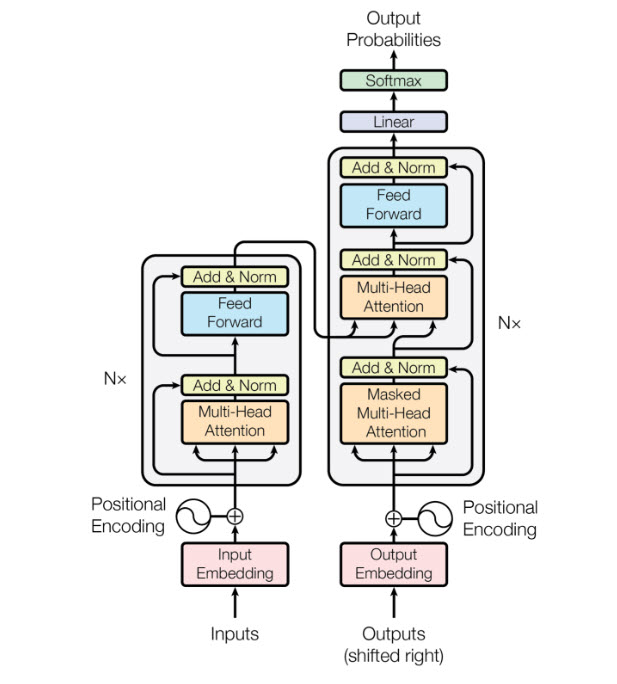 Output
Probabilities
Softmax
Linear
Add & Norm
Feed
Forward
Add & Norm
Multi-Head
Attention
Add & Norm
Masked
Multi-Head
Attention
N×
Add & Norm
Feed
Forward
Add & Norm
Multi-Head
Attention
N×
Positional
Encoding
Positional
Encoding
Input
Embedding
Output
Embedding
Inputs
Outputs
(shifted right)